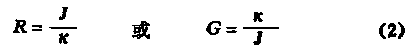 R = J/κ 或 G = κ/J (2)